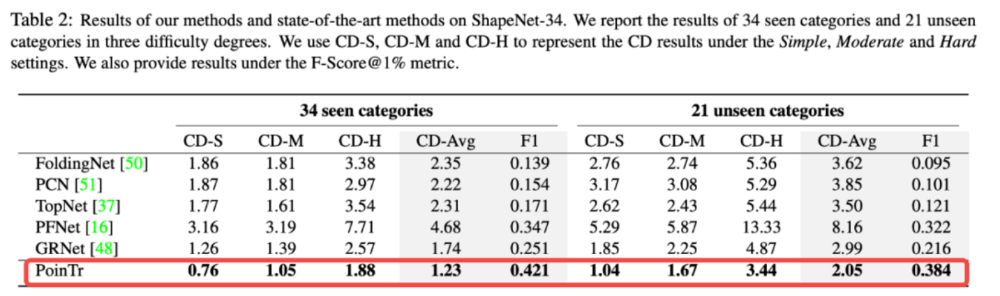 Table 2: Results of our methods and state-of-the-art methods on ShapeNet-34. We report the results of 34 seen categories and 21 unseen
categories in three difficulty degrees. We use CD-S, CD-M and CD-H to represent the CD results under the Simple, Moderate and Hard
settings. We also provide results under the F-Score@1% metric.
34 seen categories 21 unseen categories
CD-S CD-M CD-H CD-Avg F1 CD-S CD-M CD-H CD-Avg F1
FoldingNet [50] 1.86 1.81 3.38 2.35 0.139 2.76 2.74 5.36 3.62 0.095
PCN [51] 1.87 1.81 2.97 2.22 0.154 3.17 3.08 5.29 3.85 0.101
TopNet [37] 1.77 1.61 3.54 2.31 0.171 2.62 2.43 5.44 3.50 0.121
PFNet [16] 3.16 3.19 7.71 4.68 0.347 5.29 5.87 13.33 8.16 0.322
GRNet [48] 1.26 1.39 2.57 1.74 0.251 1.85 2.25 4.87 2.99 0.216
PoinTr 0.76 1.05 1.88 1.23 0.421 1.04 1.67 3.44 2.05 0.384